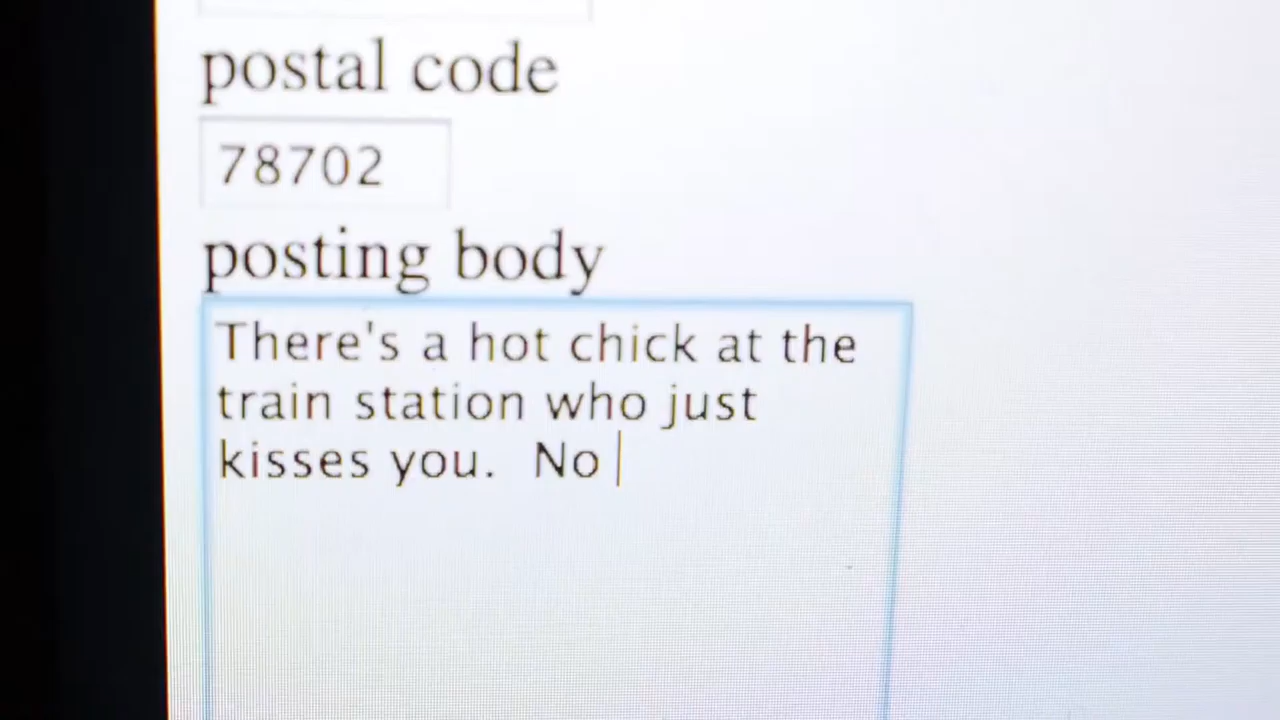 postal code
78702
posting body
There's a hot chick at the
train station who just
kisses you.  No